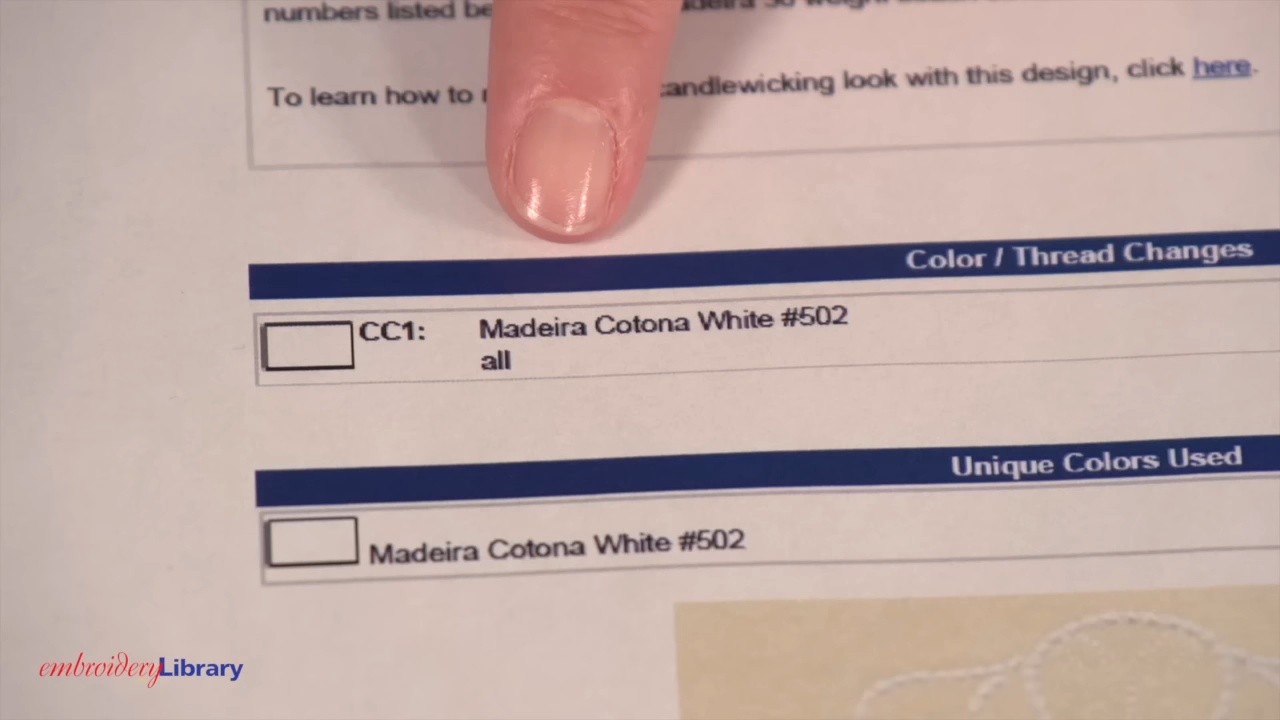 numbers listed
To learn how to candlewicking look with this design, click here.
Color / Thread Changes
CC1: Madeira Cotona White #502
all
Unique Colors Used
Madeira Cotona White #502
embroideryLibrary